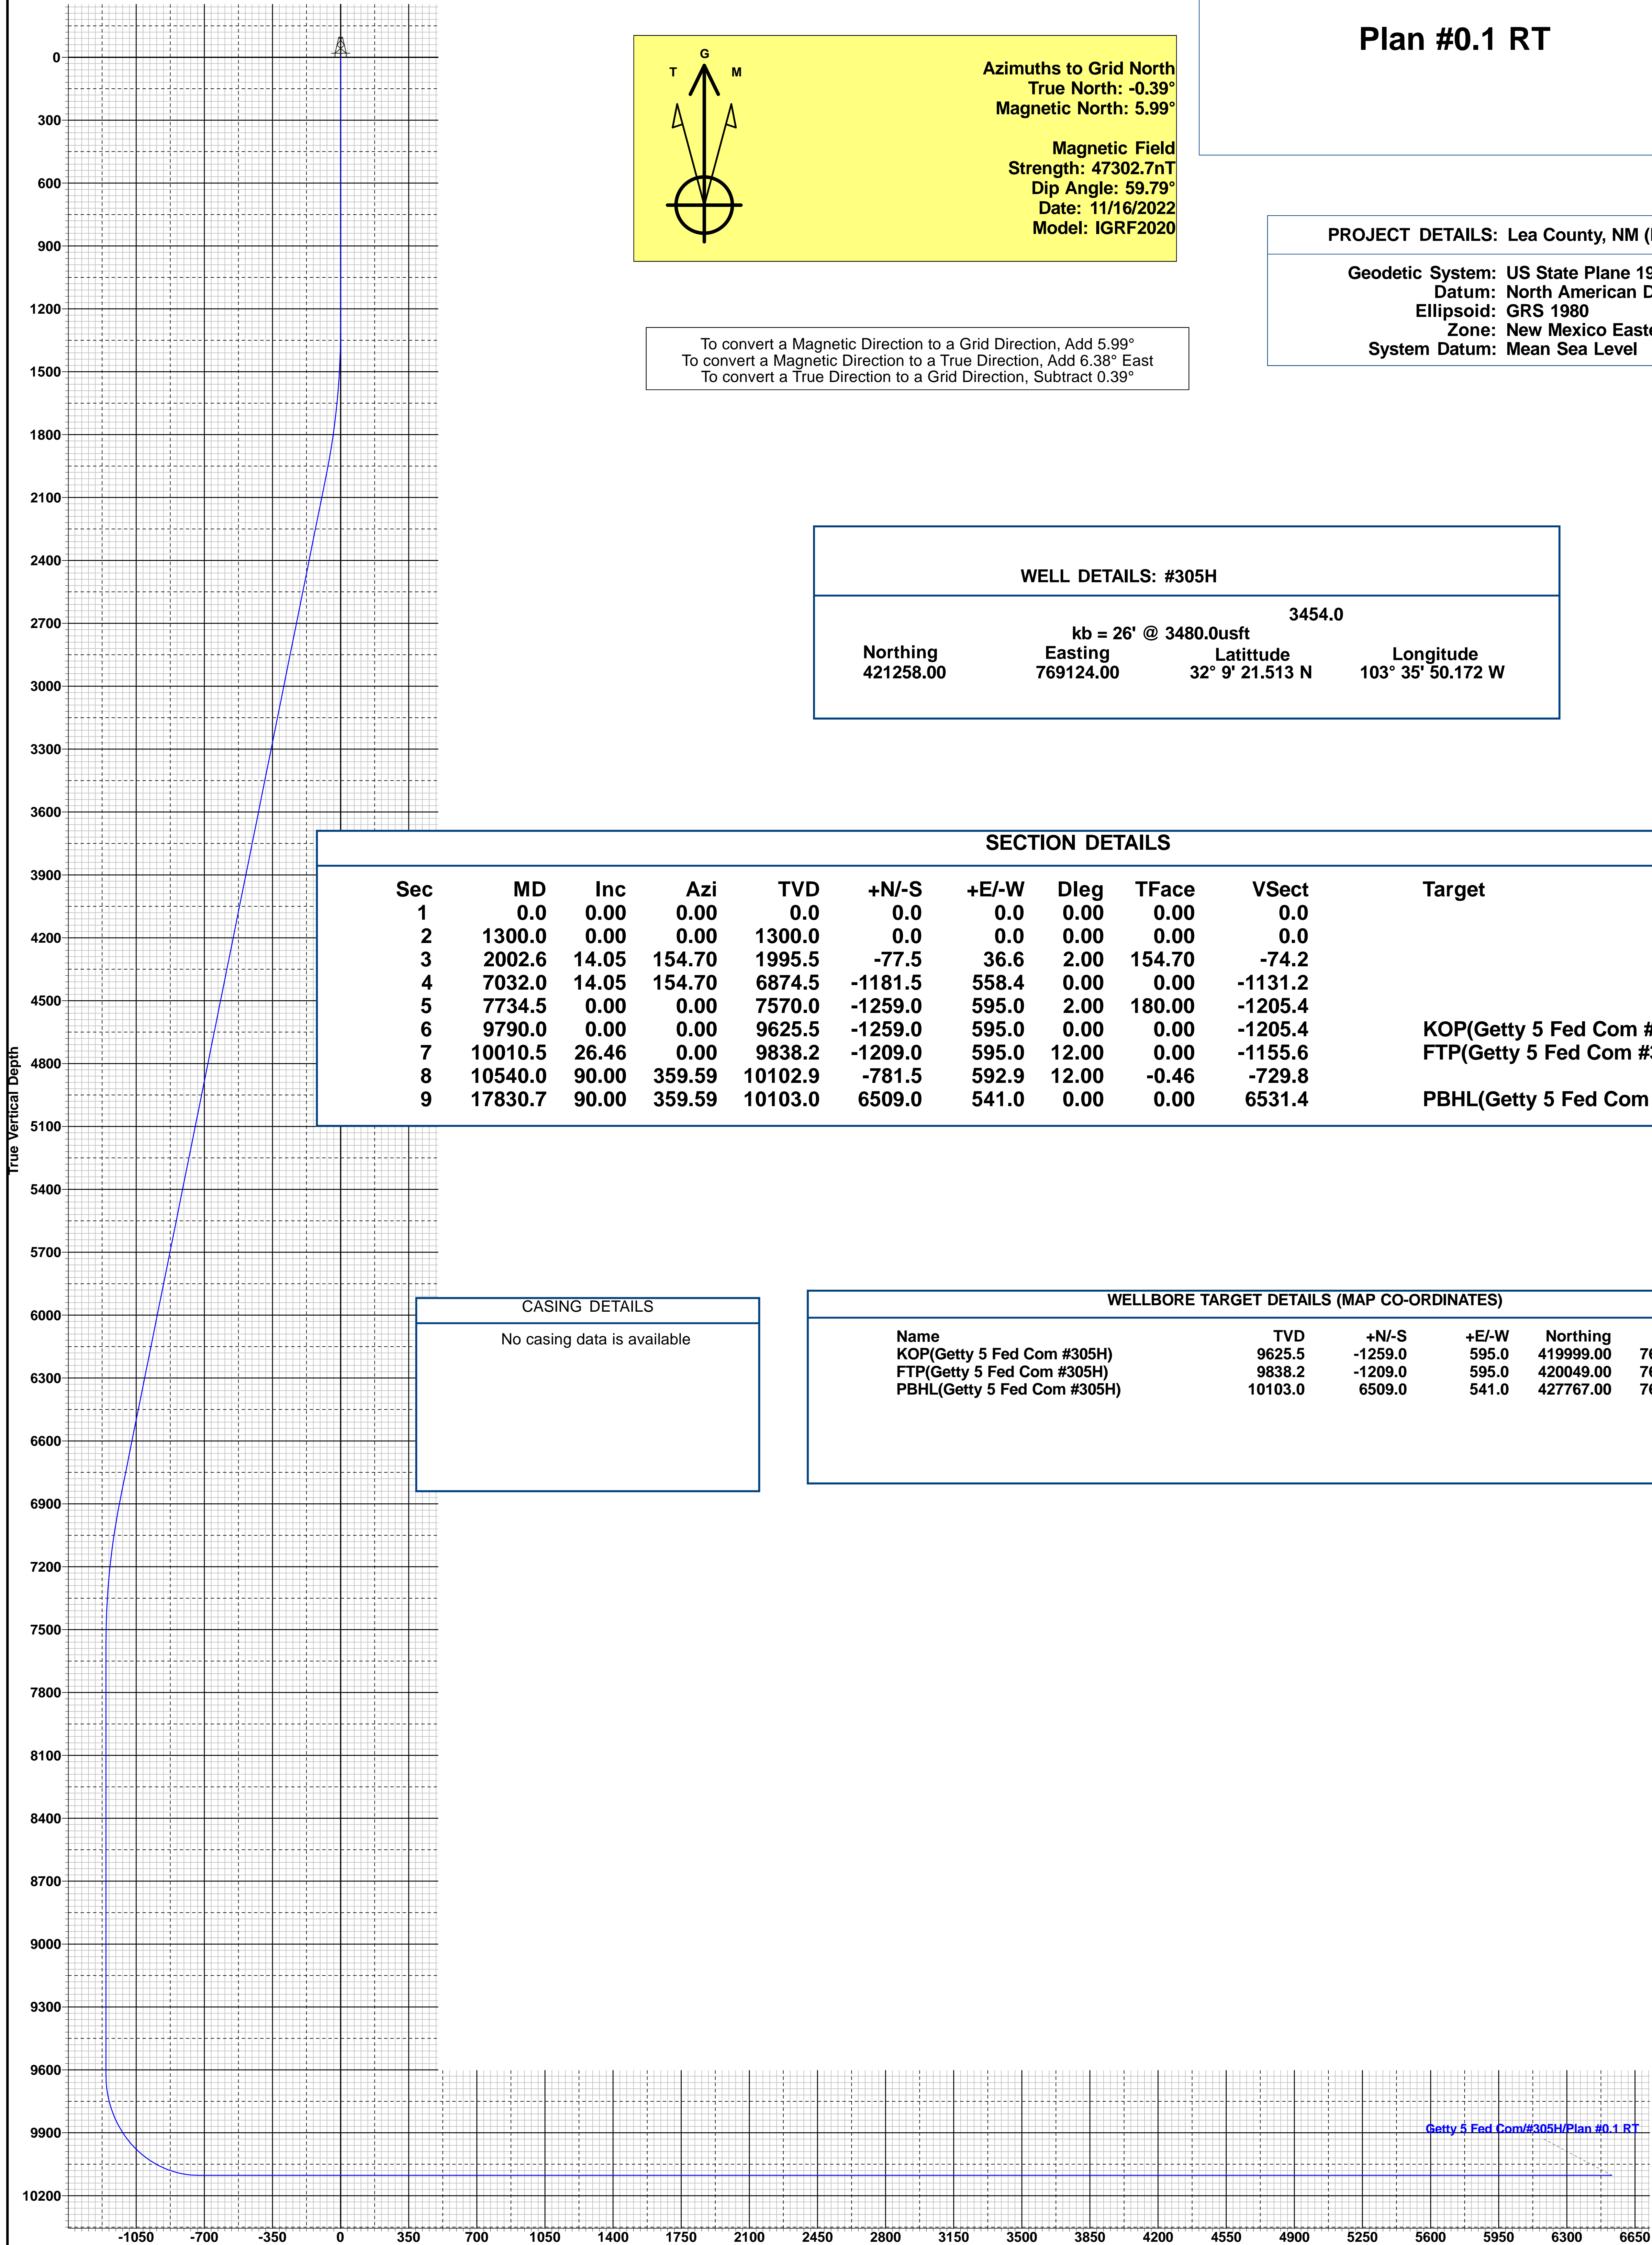 Plan #0.1 RT
G
T M
Azimuths to Grid North
True North: -0.39°
Magnetic North: 5.99°
Magnetic Field
Strength: 47302.7nT
Dip Angle: 59.79°
Date: 11/16/2022
Model: IGRF2020
PROJECT DETAILS: Lea County, NM (
Geodetic System: US State Plane 19
Datum: North American D
Ellipsoid: GRS 1980
Zone: New Mexico Easte
System Datum: Mean Sea Level
To convert a Magnetic Direction to a Grid Direction, Add 5.99°
To convert a Magnetic Direction to a True Direction, Add 6.38° East
To convert a True Direction to a Grid Direction, Subtract 0.39°
WELL DETAILS: #305H
3454.0
kb = 26' @ 3480.0usft
Northing Easting Latittude Longitude
421258.00 769124.00 32° 9' 21.513 N 103° 35' 50.172 W
SECTION DETAILS
Sec MD Inc Azi TVD +N/-S +E/-W Dleg TFace VSect Target
1 0.0 0.00 0.00 0.0 0.0 0.0 0.00 0.00 0.0
2 1300.0 0.00 0.00 1300.0 0.0 0.0 0.00 0.00 0.0
3 2002.6 14.05 154.70 1995.5 -77.5 36.6 2.00 154.70 -74.2
4 7032.0 14.05 154.70 6874.5 -1181.5 558.4 0.00 0.00 -1131.2
5 7734.5 0.00 0.00 7570.0 -1259.0 595.0 2.00 180.00 -1205.4
6 9790.0 0.00 0.00 9625.5 -1259.0 595.0 0.00 0.00 -1205.4 KOP(Getty 5 Fed Com #
7 10010.5 26.46 0.00 9838.2 -1209.0 595.0 12.00 0.00 -1155.6 FTP(Getty 5 Fed Com #3
8 10540.0 90.00 359.59 10102.9 -781.5 592.9 12.00 -0.46 -729.8
9 17830.7 90.00 359.59 10103.0 6509.0 541.0 0.00 0.00 6531.4 PBHL(Getty 5 Fed Com
CASING DETAILS
No casing data is available
WELLBORE TARGET DETAILS (MAP CO-ORDINATES)
Name TVD +N/-S +E/-W Northing
KOP(Getty 5 Fed Com #305H) 9625.5 -1259.0 595.0 419999.00 76
FTP(Getty 5 Fed Com #305H) 9838.2 -1209.0 595.0 420049.00 76
PBHL(Getty 5 Fed Com #305H) 10103.0 6509.0 541.0 427767.00 76
True Vertical Depth
0
300
600
900
1200
1500
1800
2100
2400
2700
3000
3300
3600
3900
4200
4500
4800
5100
5400
5700
6000
6300
6600
6900
7200
7500
7800
8100
8400
8700
9000
9300
9600
9900
10200
Getty 5 Fed Com/#305H/Plan #0.1 RT
-1050 -700 -350 0 350 700 1050 1400 1750 2100 2450 2800 3150 3500 3850 4200 4550 4900 5250 5600 5950 6300 6650